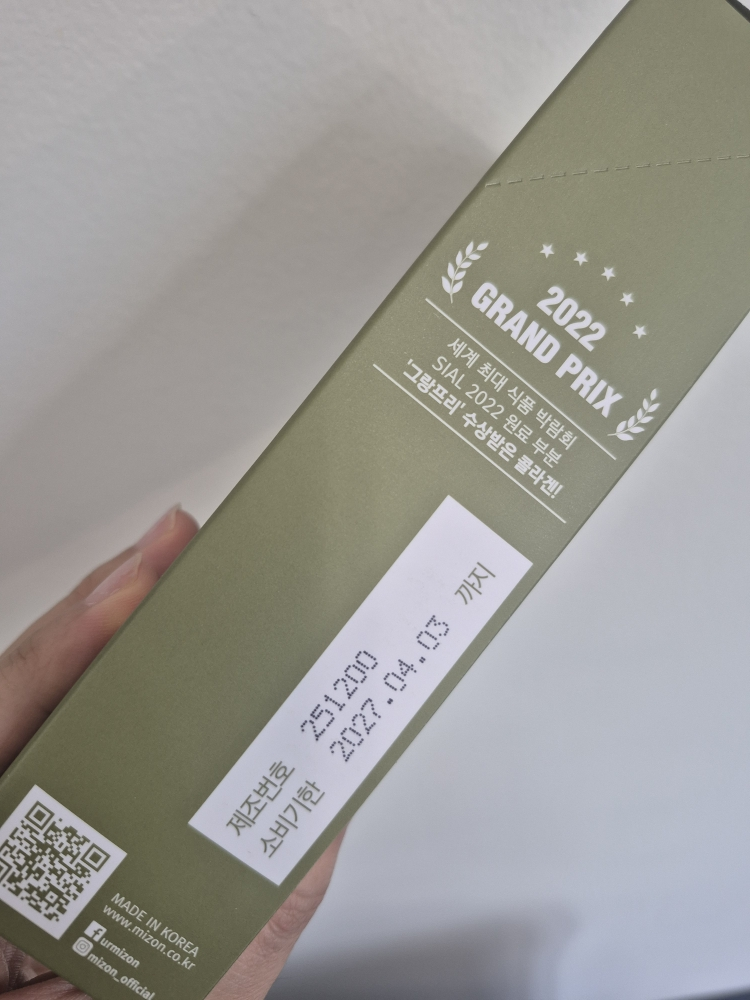 2022
GRAND PRIX
세계 최대 식품 박람회
SIAL 2022 원료 부분
'그랑프리' 수상받은 콜라겐!
제조번호 251200
소비기한 2027.04.03 까지
MADE IN KOREA
www.mizon.co.kr
urmizon
mizon_official